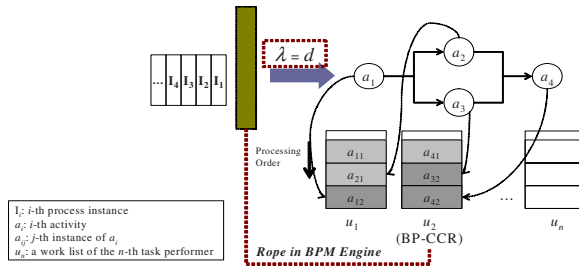 λ = d
... I₄ I₃ I₂ I₁
a₁
a₂
a₃
a₄
Processing
Order
a₁₁
a₂₁
a₁₂
a₄₁
a₃₂
a₄₂
...
u₁
u₂
(BP-CCR)
uₙ
Rope in BPM Engine
Iᵢ: i-th process instance
aᵢ: i-th activity
aᵢⱼ: j-th instance of aᵢ
uₙ: a work list of the n-th task performer